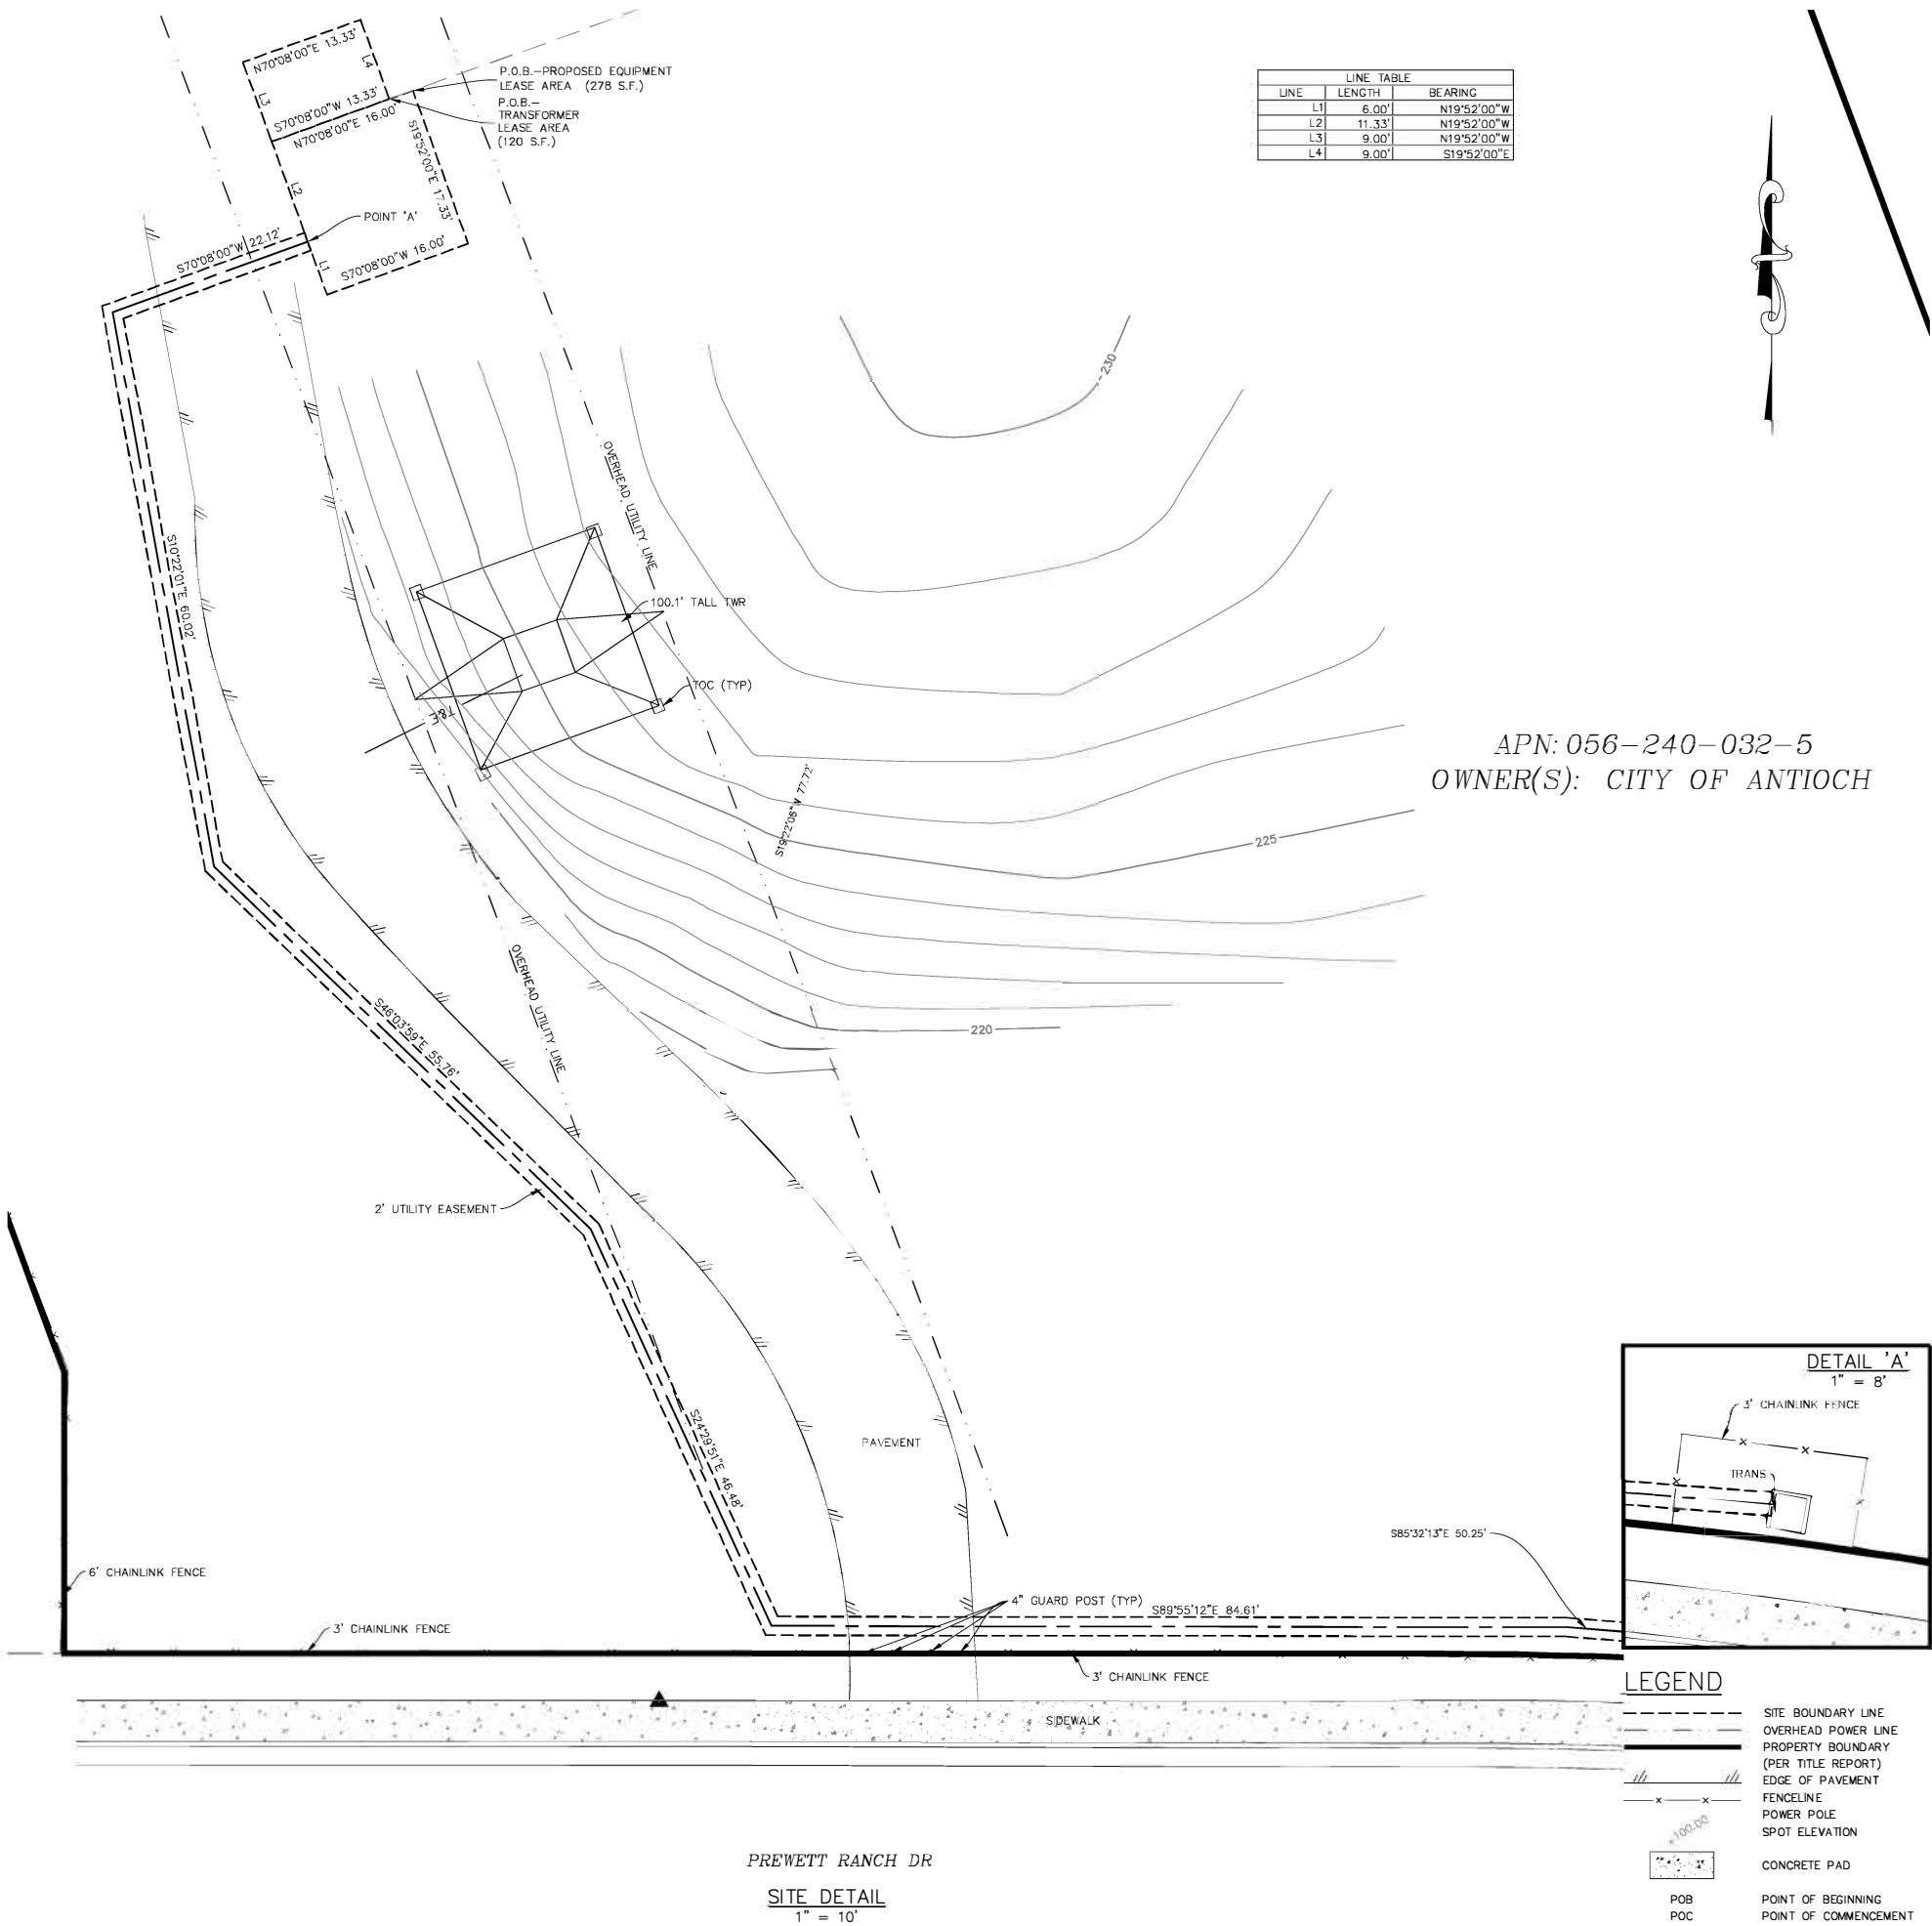 N70°08'00"E 13.33'
L4
L3
S70°08'00"W 13.33'
N70°08'00"E 16.00'
P.O.B.-PROPOSED EQUIPMENT
LEASE AREA (278 S.F.)
P.O.B.-
TRANSFORMER
LEASE AREA
(120 S.F.)
S19°52'00"E 17.33'
L2
POINT 'A'
S70°08'00"W 22.12'
L1
S70°08'00"W 16.00'
LINE TABLE
LINE LENGTH BEARING
L1 6.00' N19°52'00"W
L2 11.33' N19°52'00"W
L3 9.00' N19°52'00"W
L4 9.00' S19°52'00"E
230
OVERHEAD UTILITY LINE
S10°22'01"E 60.02'
100.1' TALL TWR
TOC (TYP)
S19°22'06"W 77.72'
APN: 056-240-032-5
OWNER(S): CITY OF ANTIOCH
225
OVERHEAD UTILITY LINE
S46°03'59"E 55.76'
220
2' UTILITY EASEMENT
S24°29'51"E 46.48'
PAVEMENT
DETAIL 'A'
1" = 8'
3' CHAINLINK FENCE
TRANS
S85°32'13"E 50.25'
6' CHAINLINK FENCE
4" GUARD POST (TYP)
S89°55'12"E 84.61'
3' CHAINLINK FENCE
3' CHAINLINK FENCE
SIDEWALK
LEGEND
SITE BOUNDARY LINE
OVERHEAD POWER LINE
PROPERTY BOUNDARY
(PER TITLE REPORT)
EDGE OF PAVEMENT
FENCELINE
POWER POLE
×100.00 SPOT ELEVATION
CONCRETE PAD
POB POINT OF BEGINNING
POC POINT OF COMMENCEMENT
PREWETT RANCH DR
SITE DETAIL
1" = 10'